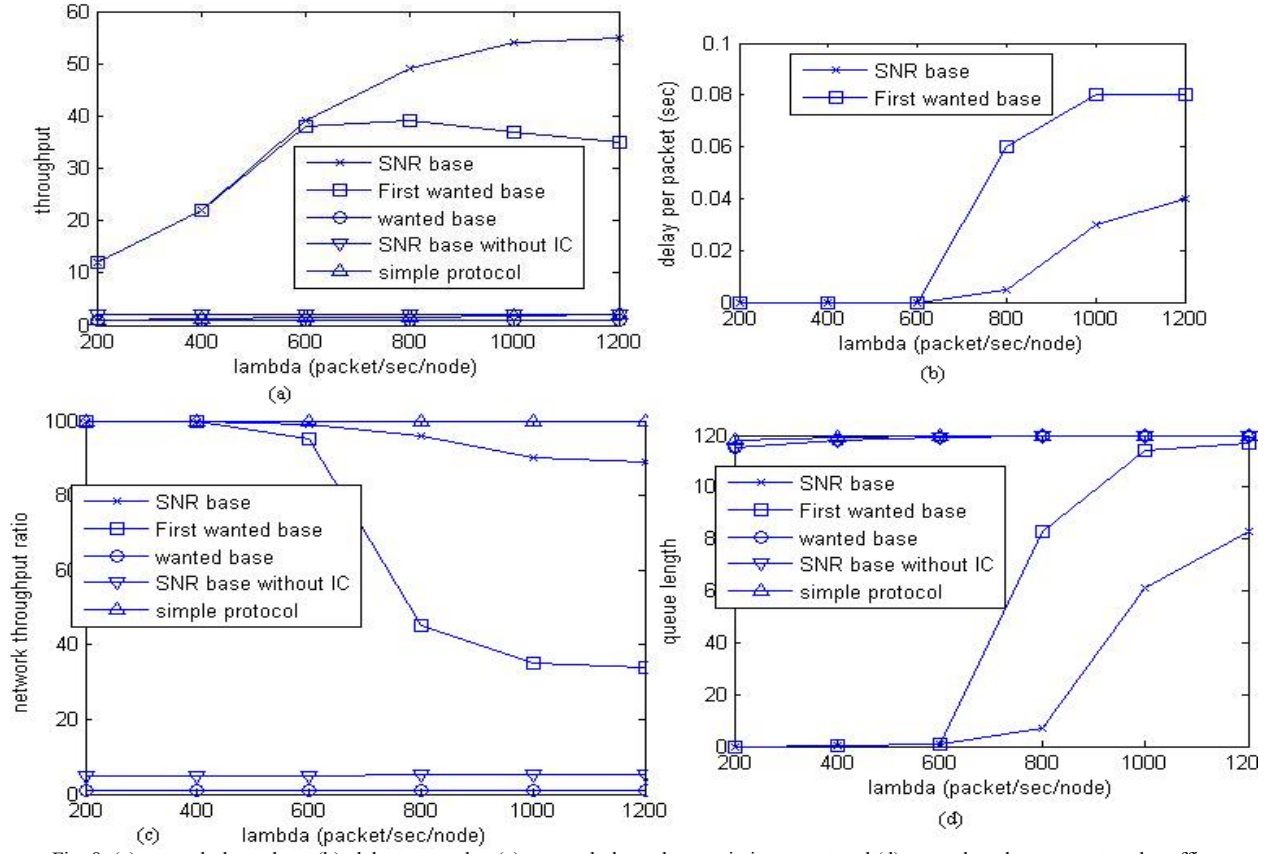 60
50
40
30
20
10
0
throughput
SNR base
First wanted base
wanted base
SNR base without IC
simple protocol
200 400 600 800 1000 1200
lambda (packet/sec/node)
(a)
0.1
0.08
0.06
0.04
0.02
0
delay per packet (sec)
SNR base
First wanted base
200 400 600 800 1000 1200
lambda (packet/sec/node)
(b)
100
40
20
0
network throughput ratio
SNR base
First wanted base
wanted base
SNR base without IC
simple protocol
200 400 600 800 1000 1200
lambda (packet/sec/node)
(c)
120
20
0
queue length
SNR base
First wanted base
wanted base
SNR base without IC
simple protocol
200 400 600 800 1000 120
lambda (packet/sec/node)
(d)
Fig. (a) (b) (c) and (d)